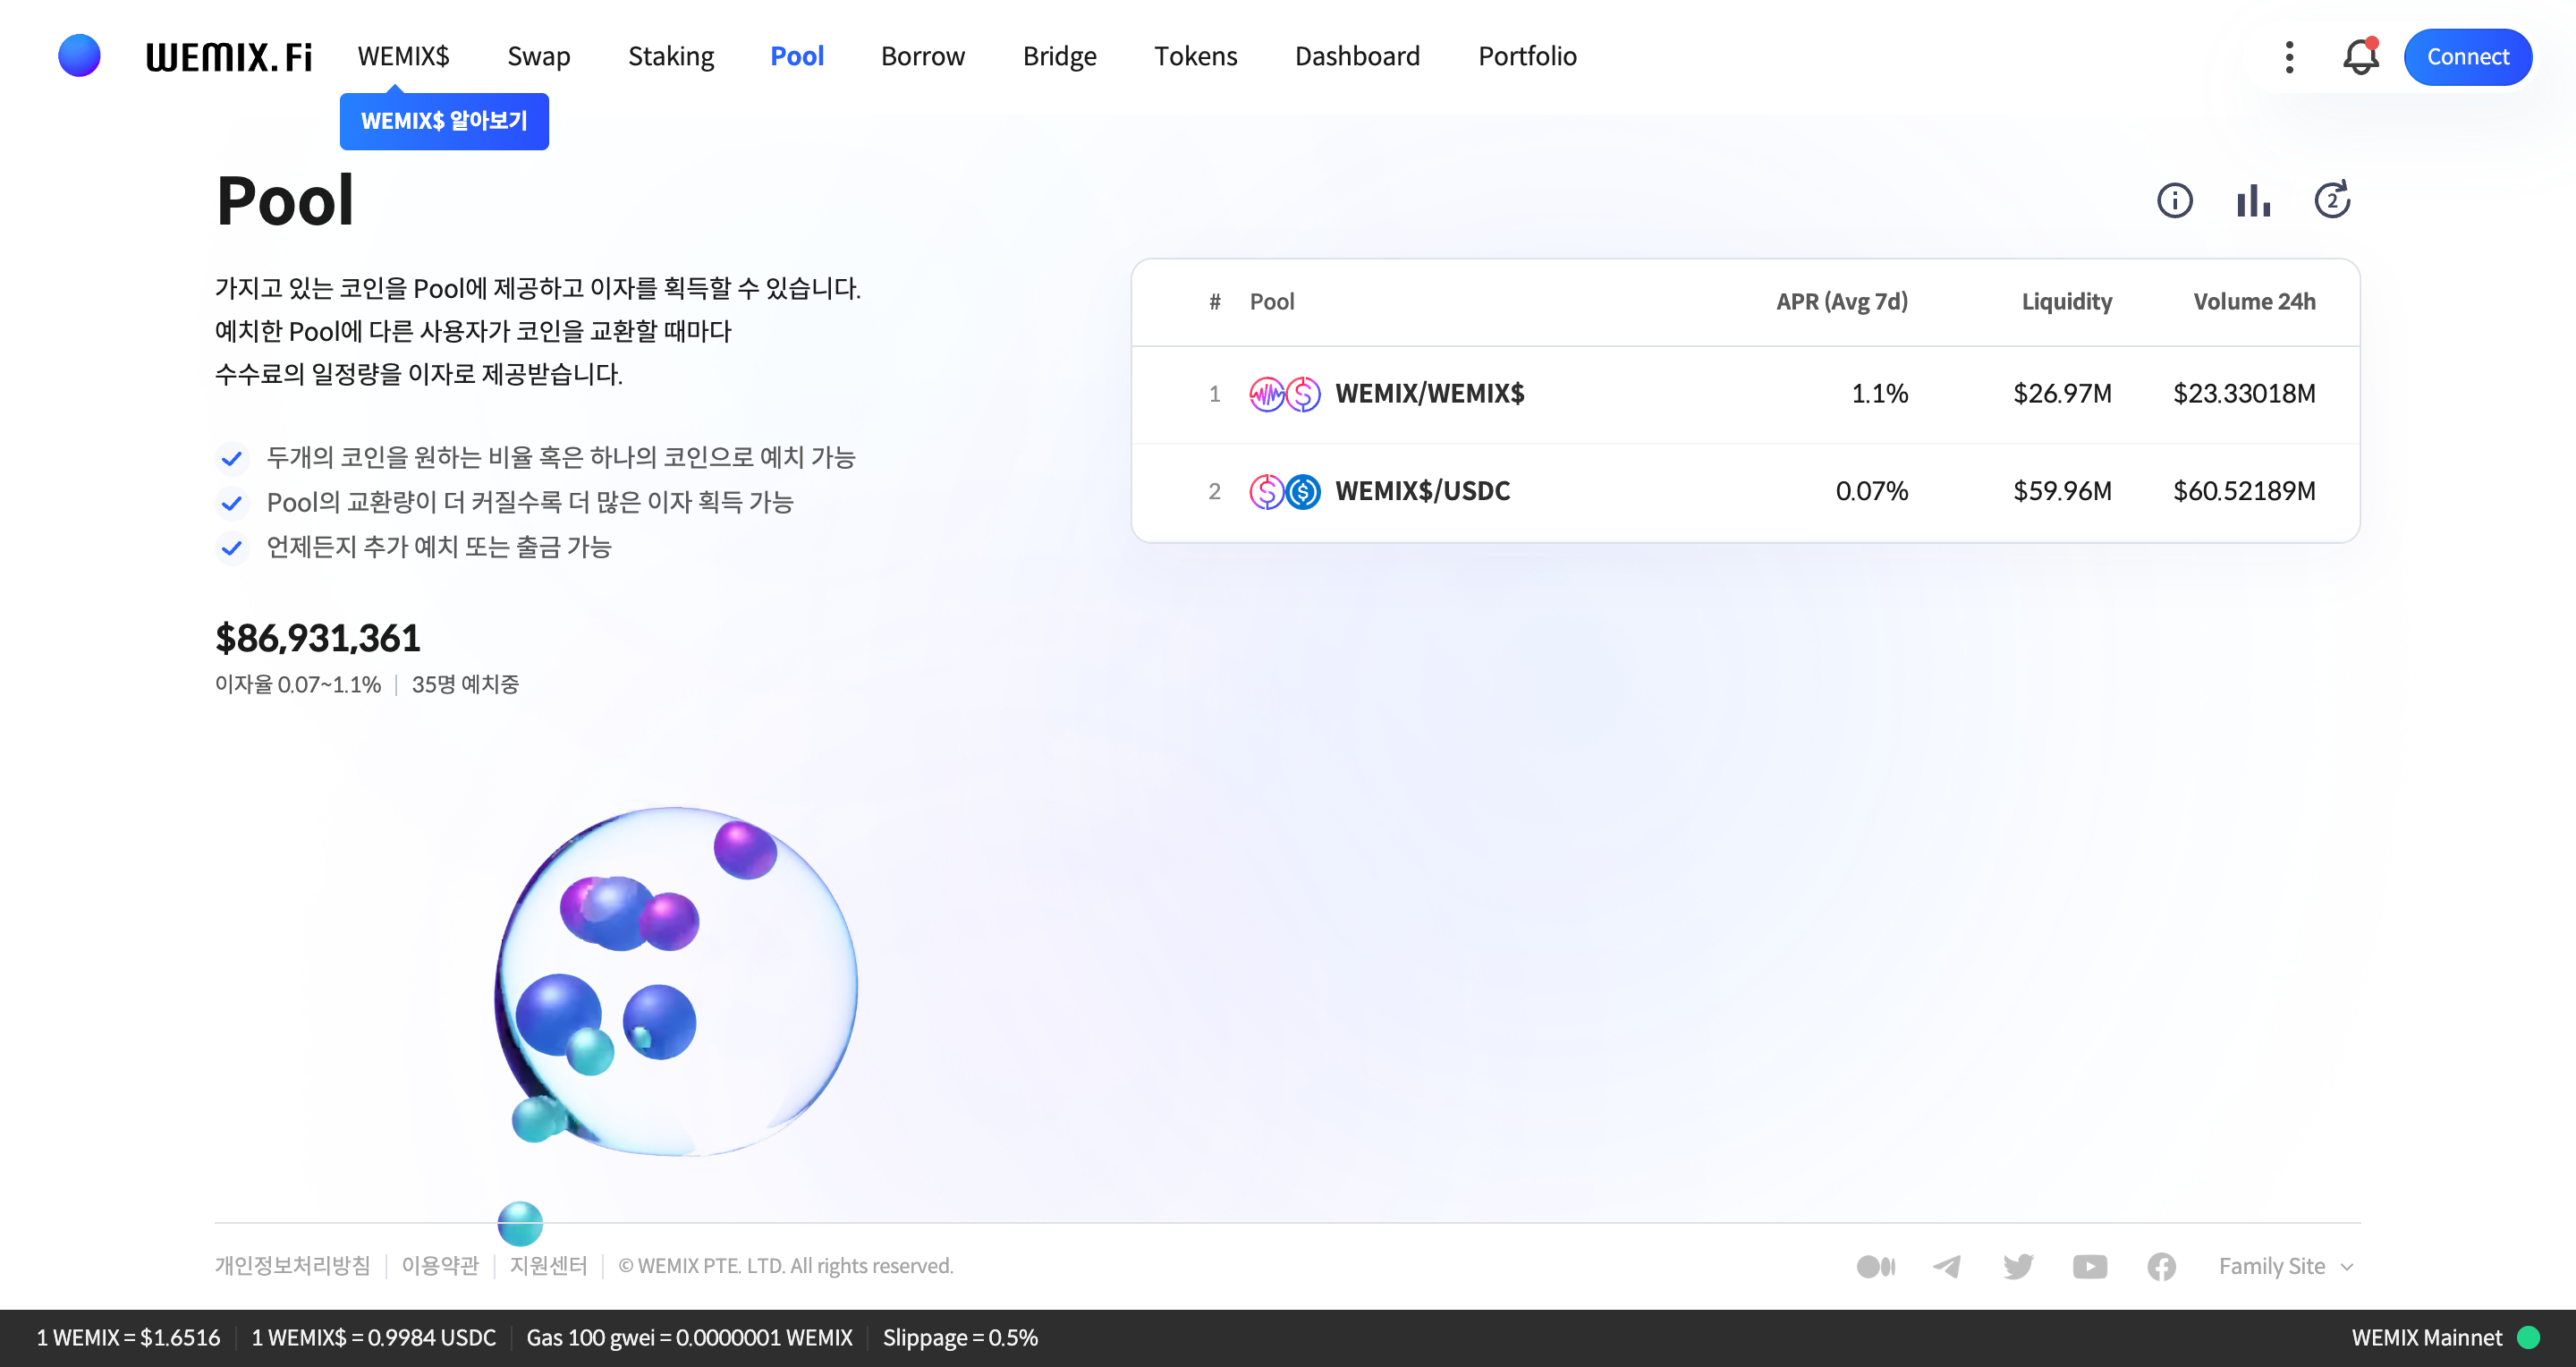 WEMIX.Fi
WEMIX$ Swap Staking Pool Borrow Bridge Tokens Dashboard Portfolio Connect
WEMIX$ 알아보기
Pool
2
가지고 있는 코인을 Pool에 제공하고 이자를 획득할 수 있습니다.
예치한 Pool에 다른 사용자가 코인을 교환할 때마다
수수료의 일정량을 이자로 제공받습니다.
두개의 코인을 원하는 비율 혹은 하나의 코인으로 예치 가능
Pool의 교환량이 더 커질수록 더 많은 이자 획득 가능
언제든지 추가 예치 또는 출금 가능
$86,931,361
이자율 0.07~1.1% | 35명 예치중
# Pool APR (Avg 7d) Liquidity Volume 24h
1 WEMIX/WEMIX$ 1.1% $26.97M $23.33018M
2 WEMIX$/USDC 0.07% $59.96M $60.52189M
개인정보처리방침 | 이용약관 | 지원센터 | © WEMIX PTE. LTD. All rights reserved.
Family Site
1 WEMIX = $1.6516 | 1 WEMIX$ = 0.9984 USDC | Gas 100 gwei = 0.0000001 WEMIX | Slippage = 0.5%
WEMIX Mainnet